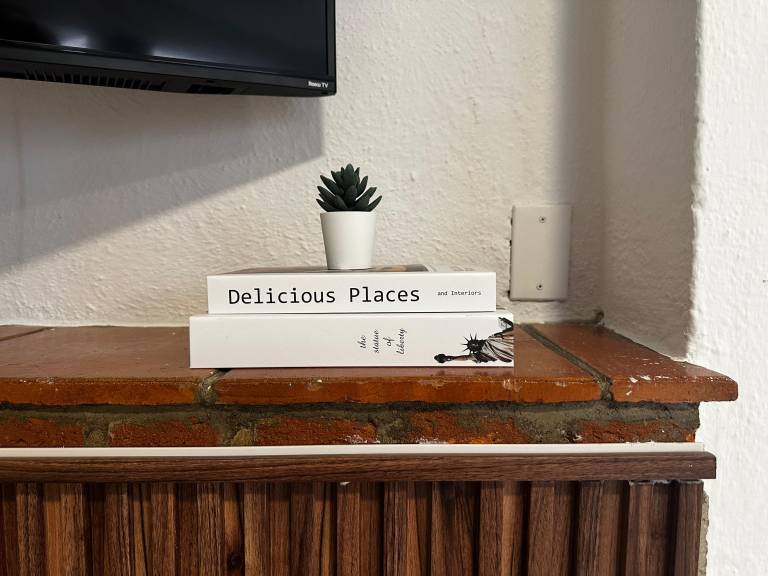 Roku TV
Delicious Places and Interiors
the
statue
of
liberty